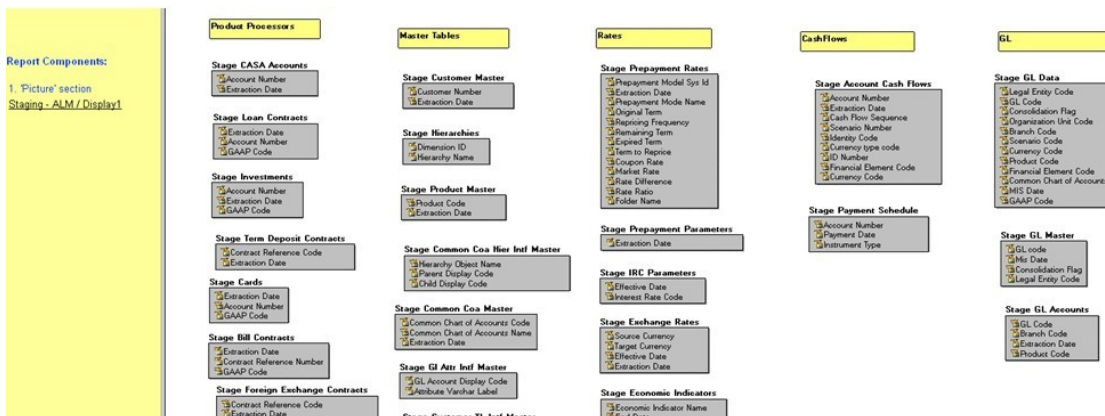 Report Components:
1. 'Picture' section
Staging - ALM / Display1
Product Processors
Stage CASA Accounts
Account Number
Extraction Date
Stage Loan Contracts
Extraction Date
Account Number
GAAP Code
Stage Investments
Account Number
Extraction Date
GAAP Code
Stage Term Deposit Contracts
Contract Reference Code
Extraction Date
Stage Cards
Extraction Date
Account Number
GAAP Code
Stage Bill Contracts
Extraction Date
Contract Reference Number
GAAP Code
Stage Foreign Exchange Contracts
Contract Reference Code
Extraction Date
Master Tables
Stage Customer Master
Customer Number
Extraction Date
Stage Hierarchies
Dimension ID
Hierarchy Name
Stage Product Master
Product Code
Extraction Date
Stage Common Coa Hier Intf Master
Hierarchy Object Name
Parent Display Code
Child Display Code
Stage Common Coa Master
Common Chart of Accounts Code
Common Chart of Accounts Name
Extraction Date
Stage Gl Attr Intf Master
GL Account Display Code
Attribute Varchar Label
Stage Customer TL Intf Master
Rates
Stage Prepayment Rates
Prepayment Model Sys Id
Extraction Date
Prepayment Mode Name
Original Term
Repricing Frequency
Remaining Term
Expired Term
Term to Reprice
Coupon Rate
Market Rate
Rate Difference
Rate Ratio
Folder Name
Stage Prepayment Parameters
Extraction Date
Stage IRC Parameters
Effective Date
Interest Rate Code
Stage Exchange Rates
Source Currency
Target Currency
Effective Date
Extraction Date
Stage Economic Indicators
Economic Indicator Name
End Date
CashFlows
Stage Account Cash Flows
Account Number
Extraction Date
Cash Flow Sequence
Scenario Number
Identity Code
Currency type code
ID Number
Financial Element Code
Currency Code
Stage Payment Schedule
Account Number
Payment Date
Instrument Type
GL
Stage GL Data
Legal Entity Code
GL Code
Consolidation Flag
Organization Unit Code
Branch Code
Scenario Code
Currency Code
Product Code
Financial Element Code
Common Chart of Accounts
MIS Date
GAAP Code
Stage GL Master
GL code
Mis Date
Consolidation Flag
Legal Entity Code
Stage GL Accounts
GL Code
Branch Code
Extraction Date
Product Code